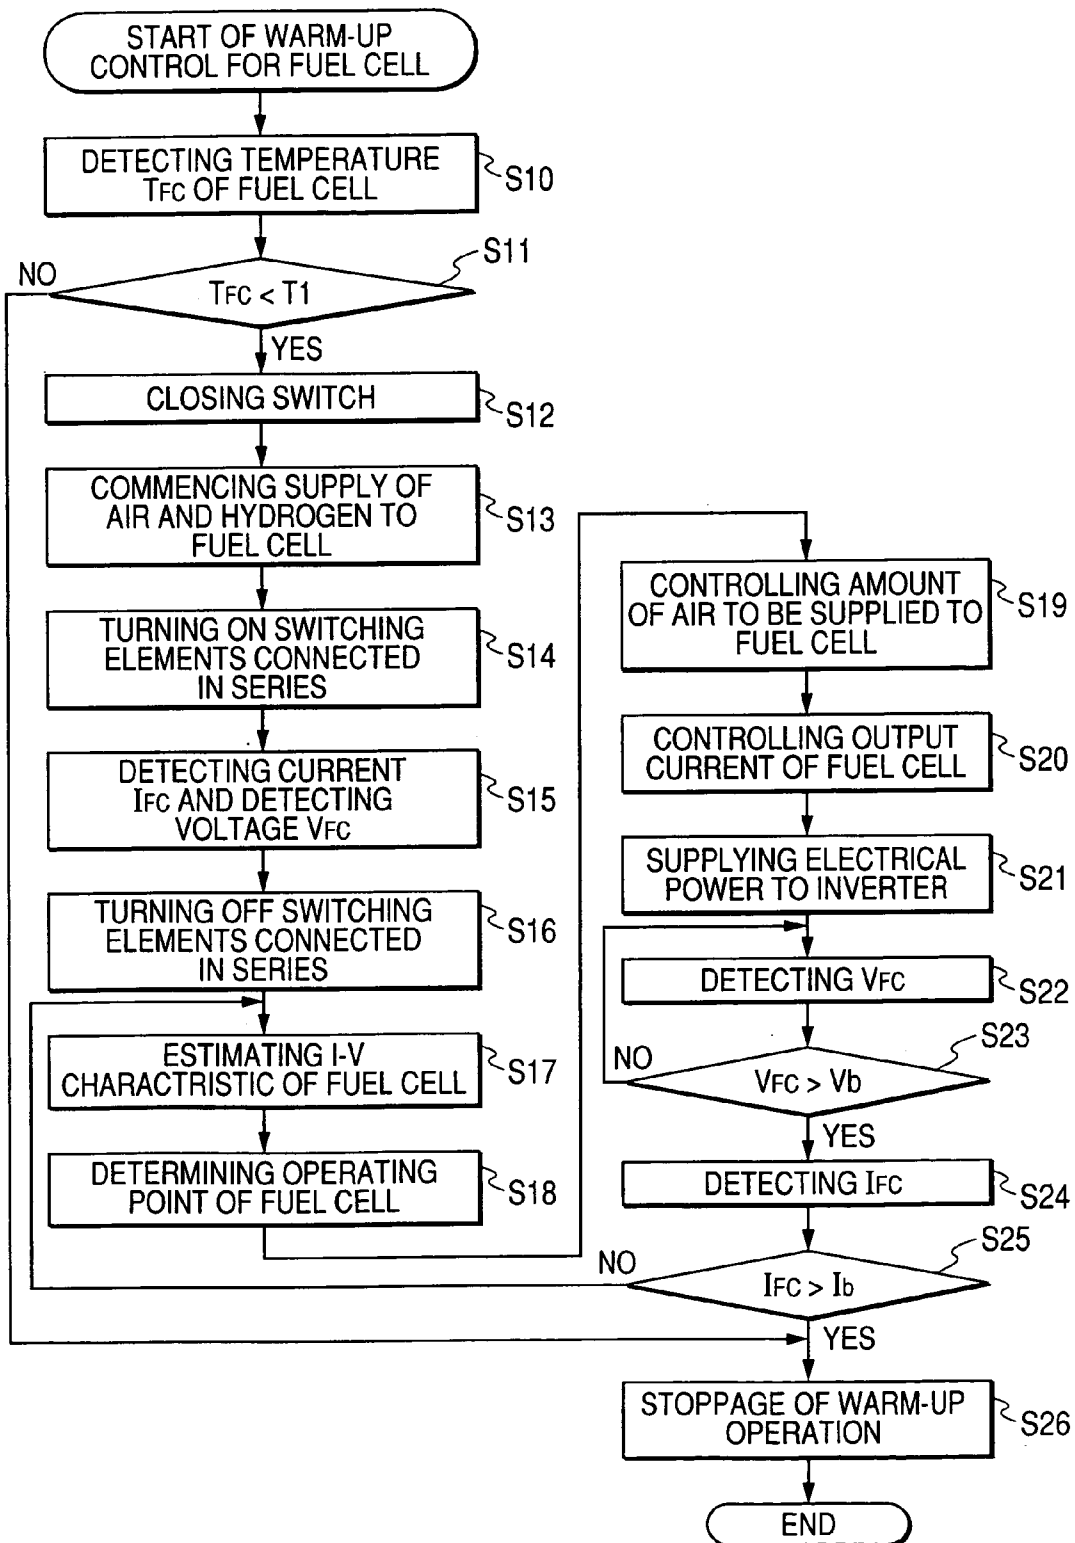 START OF WARM-UP
CONTROL FOR FUEL CELL
DETECTING TEMPERATURE
TFC OF FUEL CELL
S10
S11
NO
TFC < T1
YES
CLOSING SWITCH
S12
COMMENCING SUPPLY OF
AIR AND HYDROGEN TO
FUEL CELL
S13
TURNING ON SWITCHING
ELEMENTS CONNECTED
IN SERIES
S14
DETECTING CURRENT
IFC AND DETECTING
VOLTAGE VFC
S15
TURNING OFF SWITCHING
ELEMENTS CONNECTED
IN SERIES
S16
ESTIMATING I-V
CHARACTRISTIC OF FUEL CELL
S17
DETERMINING OPERATING
POINT OF FUEL CELL
S18
CONTROLLING AMOUNT
OF AIR TO BE SUPPLIED TO
FUEL CELL
S19
CONTROLLING OUTPUT
CURRENT OF FUEL CELL
S20
SUPPLYING ELECTRICAL
POWER TO INVERTER
S21
DETECTING VFC
S22
S23
NO
VFC > Vb
YES
DETECTING IFC
S24
S25
NO
IFC > Ib
YES
STOPPAGE OF WARM-UP
OPERATION
S26
END